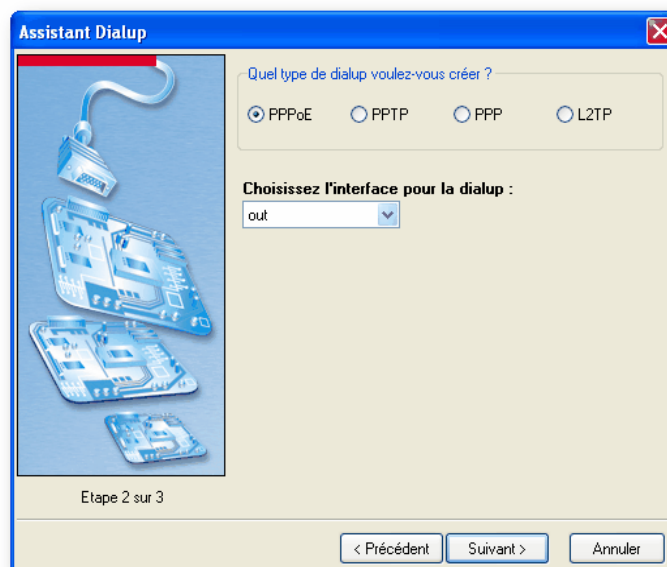 Assistant Dialup
Quel type de dialup voulez-vous créer ?
PPPoE PPTP PPP L2TP
Choisissez l'interface pour la dialup :
out
Etape 2 sur 3
< Précédent Suivant > Annuler